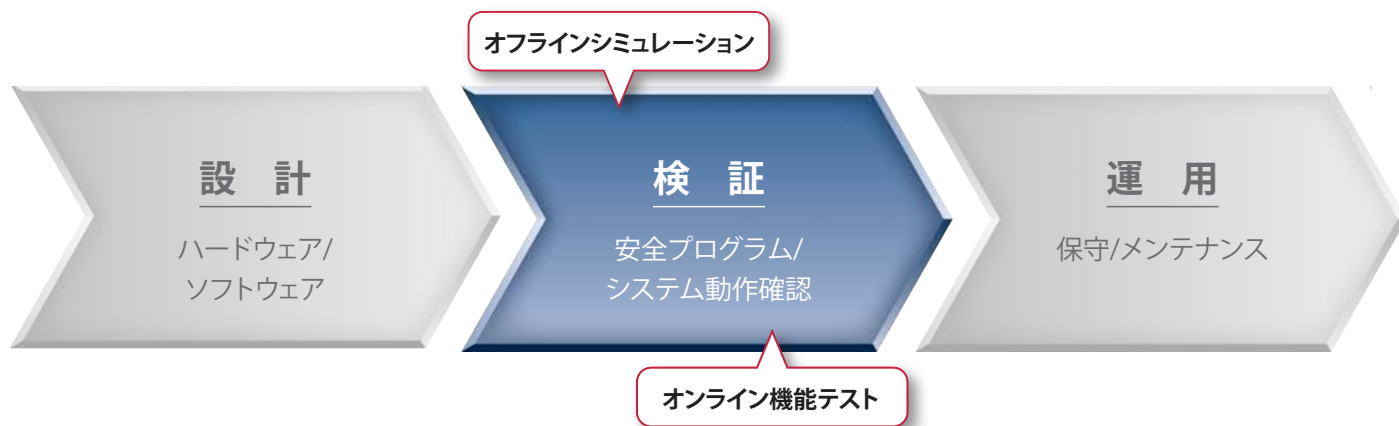 オフラインシミュレーション
設 計
ハードウェア/
ソフトウェア
検 証
安全プログラム/
システム動作確認
運 用
保守/メンテナンス
オンライン機能テスト